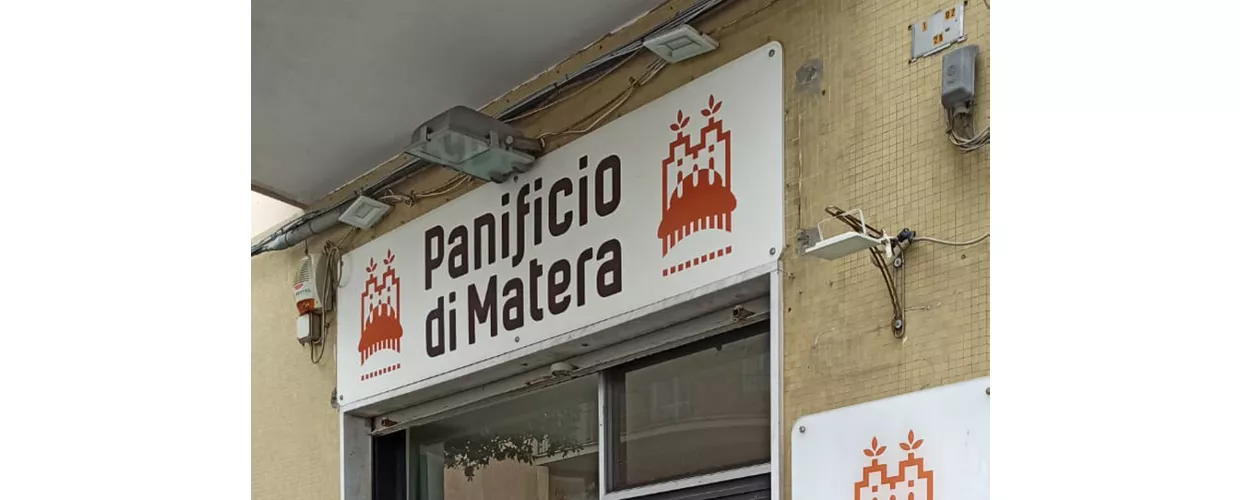 Panificio
di Matera